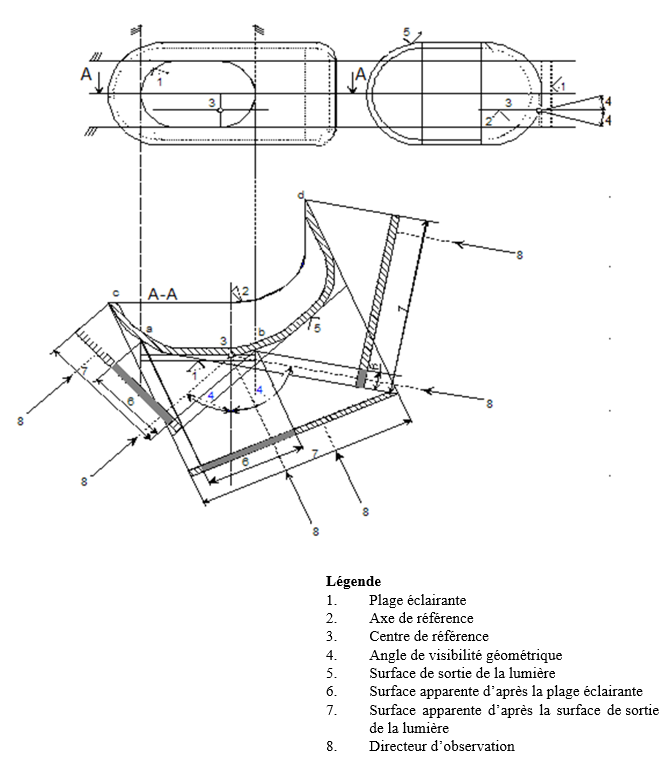 5
A
A
1
1
3
3
4
2
4
d
8
c
A-A
2
7
a
3
b
5
1
7
4
4
6
8
8
8
6
7
8
8
Légende
1. Plage éclairante
2. Axe de référence
3. Centre de référence
4. Angle de visibilité géométrique
5. Surface de sortie de la lumière
6. Surface apparente d'après la plage éclairante
7. Surface apparente d'après la surface de sortie
de la lumière
8. Directeur d'observation